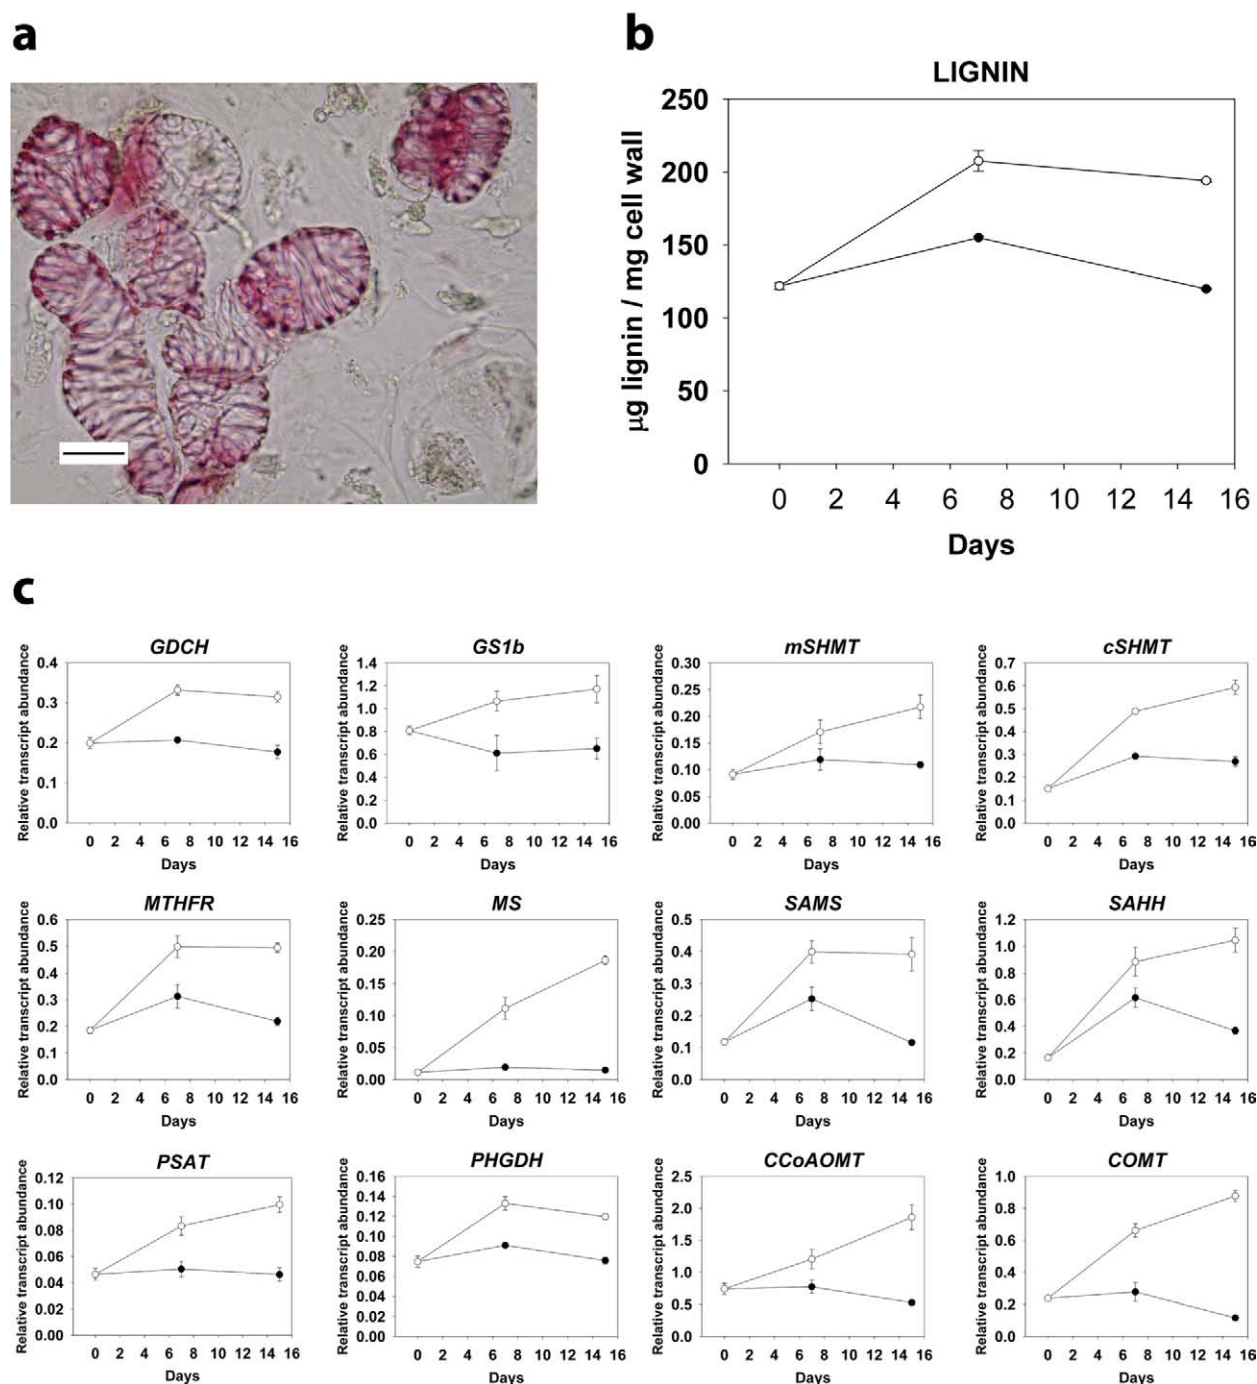 a
b
LIGNIN
250
200
150
100
50
0
µg lignin / mg cell wall
0 2 4 6 8 10 12 14 16
Days
c
GDCH
Relative transcript abundance
0.4
0.3
0.2
0.1
0.0
0 2 4 6 8 10 12 14 16
Days
GS1b
Relative transcript abundance
1.4
1.2
1.0
0.8
0.6
0.4
0.2
0.0
0 2 4 6 8 10 12 14 16
Days
mSHMT
Relative transcript abundance
0.30
0.25
0.20
0.15
0.10
0.05
0.00
0 2 4 6 8 10 12 14 16
Days
cSHMT
Relative transcript abundance
0.7
0.6
0.5
0.4
0.3
0.2
0.1
0.0
0 2 4 6 8 10 12 14 16
Days
MTHFR
Relative transcript abundance
0.6
0.5
0.4
0.3
0.2
0.1
0.0
0 2 4 6 8 10 12 14 16
Days
MS
Relative transcript abundance
0.25
0.20
0.15
0.10
0.05
0.00
0 2 4 6 8 10 12 14 16
Days
SAMS
Relative transcript abundance
0.5
0.4
0.3
0.2
0.1
0.0
0 2 4 6 8 10 12 14 16
Days
SAHH
Relative transcript abundance
1.2
1.0
0.8
0.6
0.4
0.2
0.0
0 2 4 6 8 10 12 14 16
Days
PSAT
Relative transcript abundance
0.12
0.10
0.08
0.06
0.04
0.02
0.00
0 2 4 6 8 10 12 14 16
Days
PHGDH
Relative transcript abundance
0.16
0.14
0.12
0.10
0.08
0.06
0.04
0.02
0.00
0 2 4 6 8 10 12 14 16
Days
CCoAOMT
Relative transcript abundance
2.5
2.0
1.5
1.0
0.5
0.0
0 2 4 6 8 10 12 14 16
Days
COMT
Relative transcript abundance
1.0
0.8
0.6
0.4
0.2
0.0
0 2 4 6 8 10 12 14 16
Days